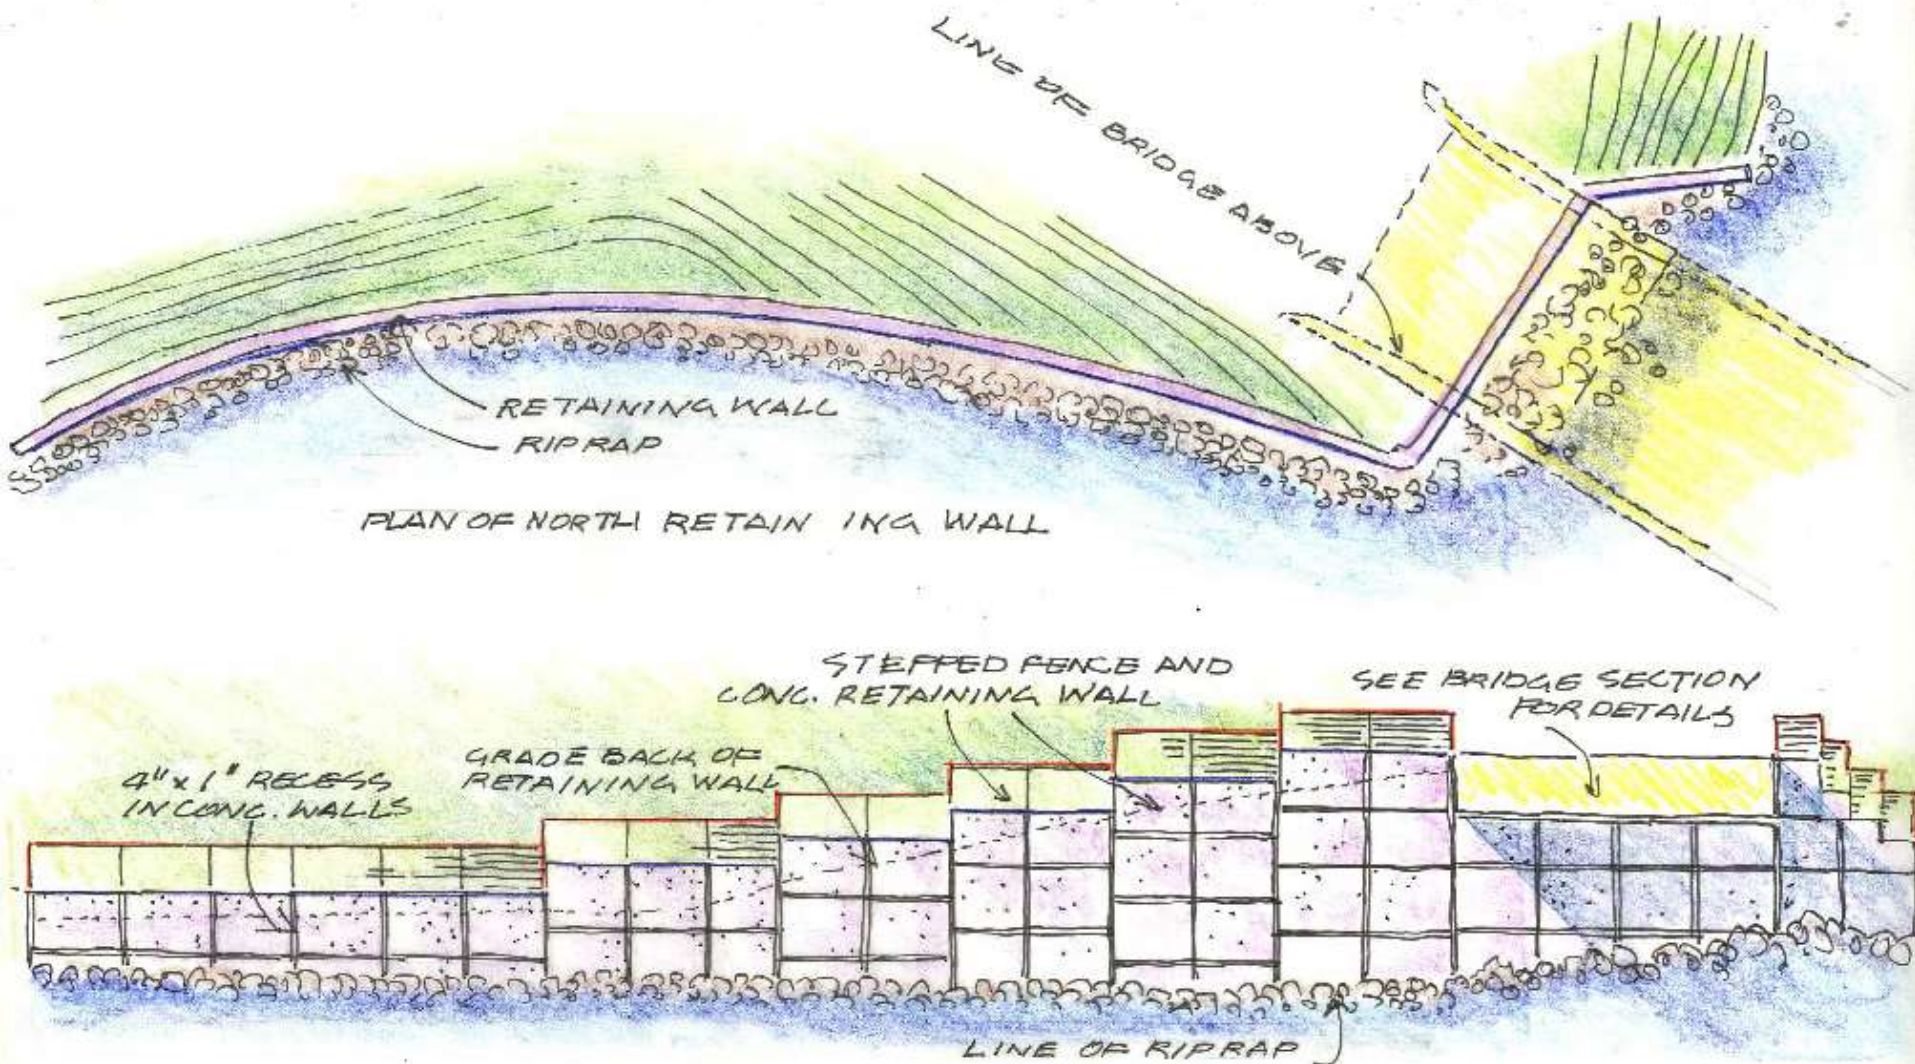 LINE OF BRIDGE ABOVE
RETAINING WALL
RIPRAP
PLAN OF NORTH RETAIN ING WALL
STEPPED FENCE AND
CONC. RETAINING WALL
SEE BRIDGE SECTION
FOR DETAILS
GRADE BACK OF
RETAINING WALL
4" x 1" RECESS
IN CONC. WALLS
LINE OF RIPRAP